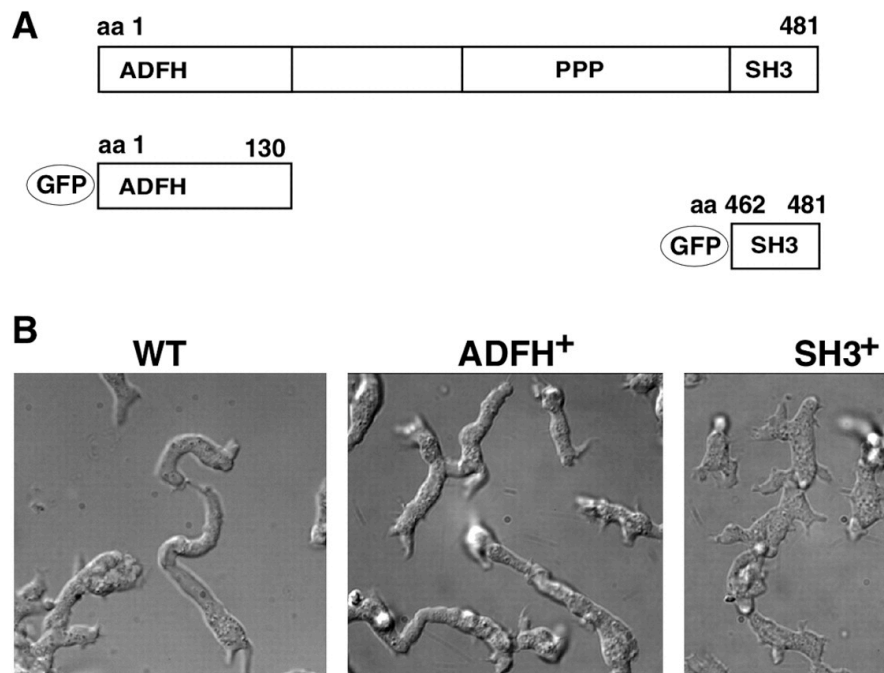 A
aa 1 481
ADFH PPP SH3
aa 1 130
GFP ADFH
aa 462 481
GFP SH3
B
WT ADFH+ SH3+